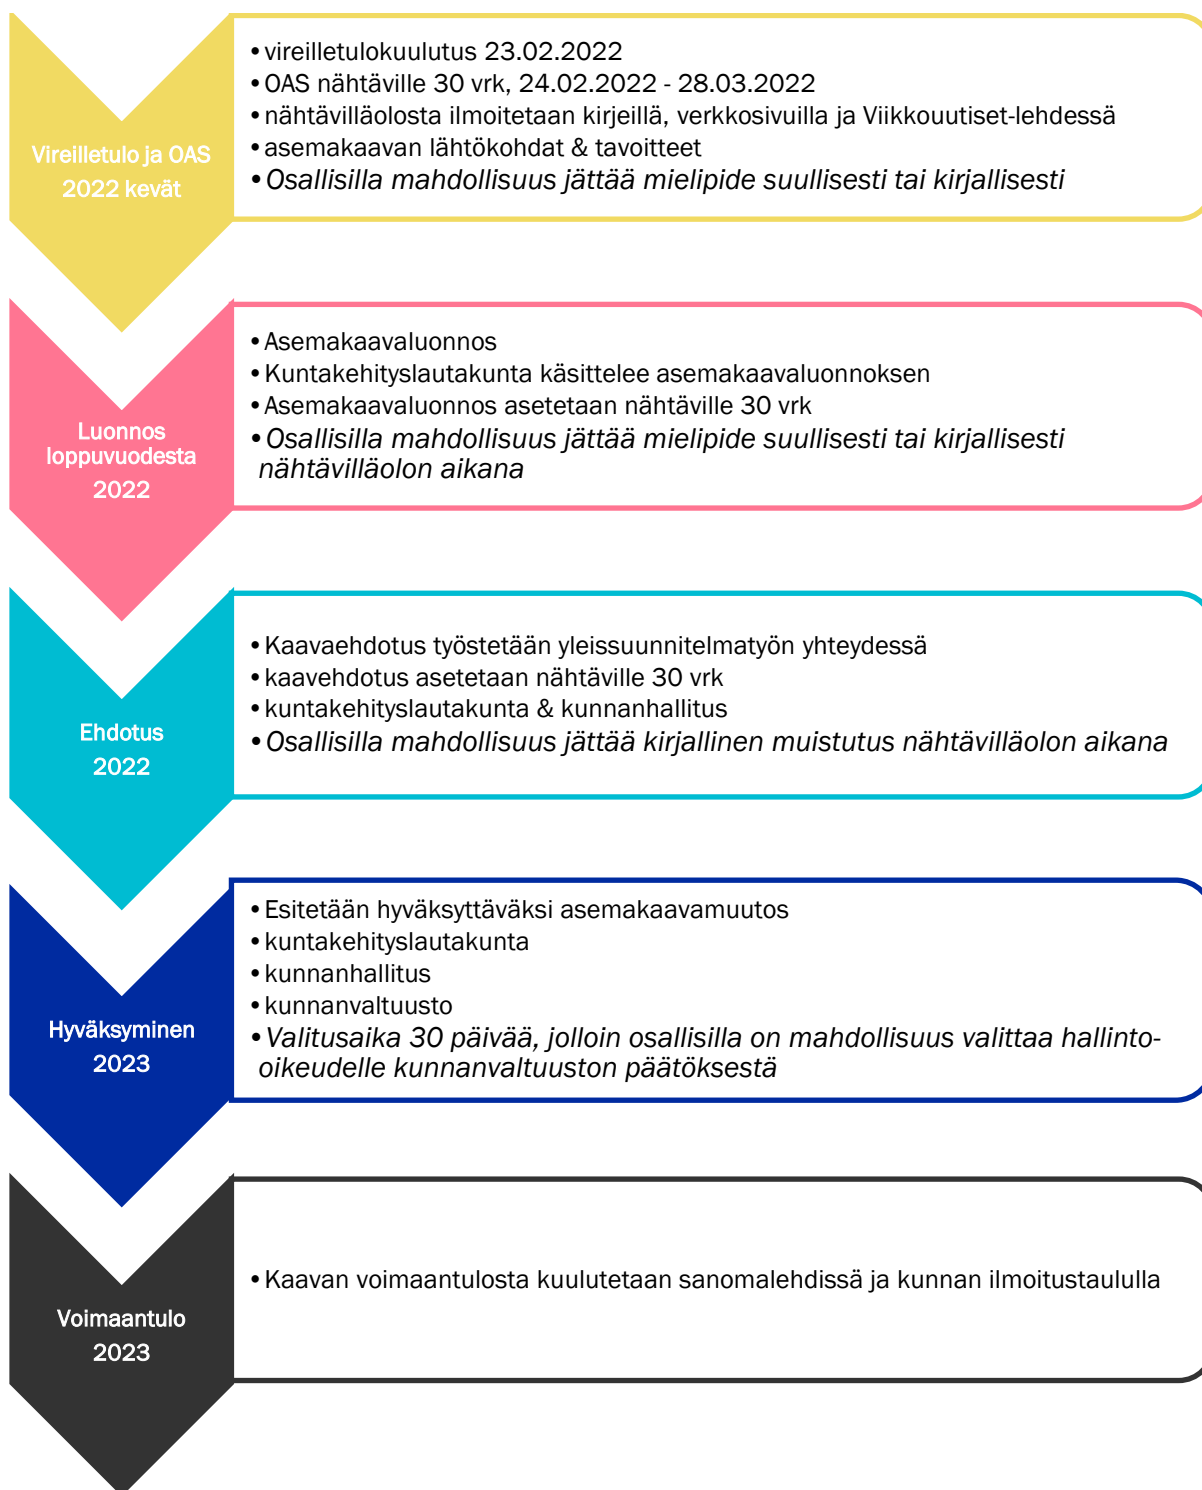 Vireilletulo ja OAS
2022 kevät
•vireilletulokuulutus 23.02.2022
•OAS nähtäville 30 vrk, 24.02.2022 - 28.03.2022
•nähtävilläolosta ilmoitetaan kirjeillä, verkkosivuilla ja Viikkouutiset-lehdessä
•asemakaavan lähtökohdat & tavoitteet
•Osallisilla mahdollisuus jättää mielipide suullisesti tai kirjallisesti
Luonnos
loppuvuodesta
2022
•Asemakaavaluonnos
•Kuntakehityslautakunta käsittelee asemakaavaluonnoksen
•Asemakaavaluonnos asetetaan nähtäville 30 vrk
•Osallisilla mahdollisuus jättää mielipide suullisesti tai kirjallisesti
nähtävilläolon aikana
Ehdotus
2022
•Kaavaehdotus työstetään yleissuunnitelmatyön yhteydessä
•kaavehdotus asetetaan nähtäville 30 vrk
•kuntakehityslautakunta & kunnanhallitus
•Osallisilla mahdollisuus jättää kirjallinen muistutus nähtävilläolon aikana
Hyväksyminen
2023
•Esitetään hyväksyttäväksi asemakaavamuutos
•kuntakehityslautakunta
•kunnanhallitus
•kunnanvaltuusto
•Valitusaika 30 päivää, jolloin osallisilla on mahdollisuus valittaa hallinto-
oikeudelle kunnanvaltuuston päätöksestä
Voimaantulo
2023
•Kaavan voimaantulosta kuulutetaan sanomalehdissä ja kunnan ilmoitustaululla